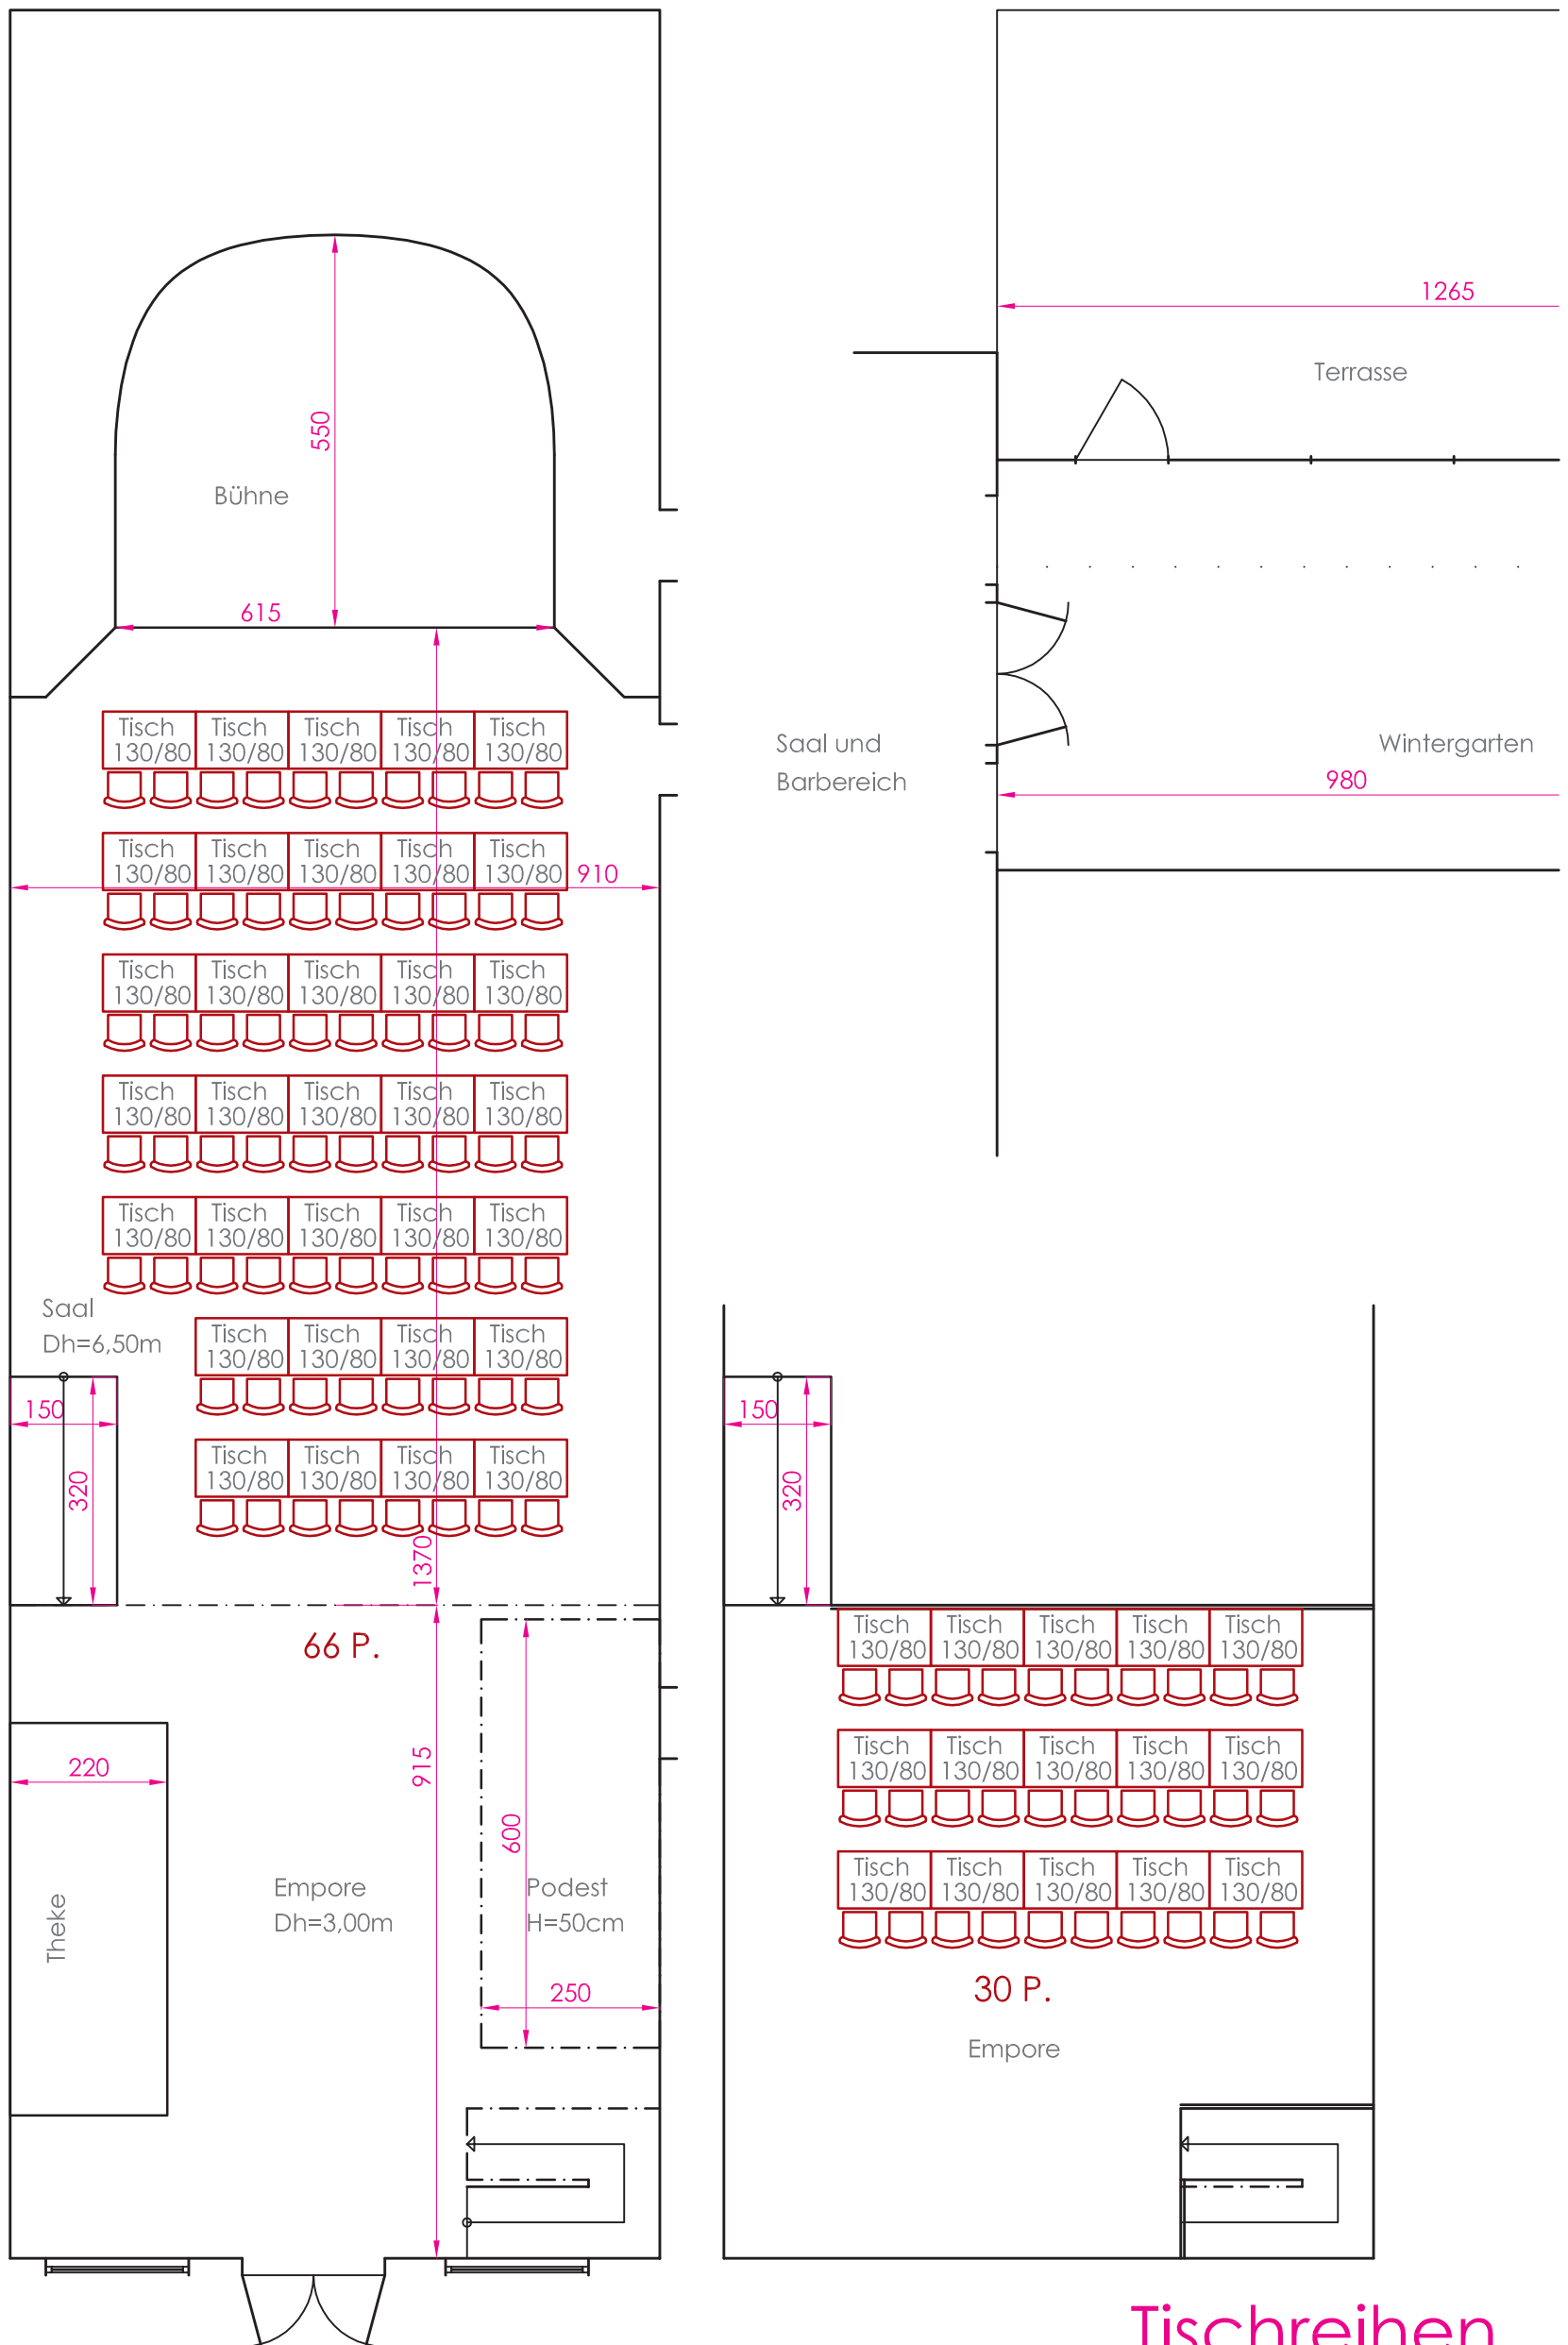 1265
Terrasse
550
Bühne
615
Tisch Tisch Tisch Tisch Tisch
130/80 130/80 130/80 130/80 130/80
Saal und
Barbereich
Wintergarten
980
Tisch Tisch Tisch Tisch Tisch
130/80 130/80 130/80 130/80 130/80
910
Tisch Tisch Tisch Tisch Tisch
130/80 130/80 130/80 130/80 130/80
Tisch Tisch Tisch Tisch Tisch
130/80 130/80 130/80 130/80 130/80
Tisch Tisch Tisch Tisch Tisch
130/80 130/80 130/80 130/80 130/80
Saal
Dh=6,50m
Tisch Tisch Tisch Tisch
130/80 130/80 130/80 130/80
150
320
Tisch Tisch Tisch Tisch
130/80 130/80 130/80 130/80
1370
150
320
66 P.
Tisch Tisch Tisch Tisch Tisch
130/80 130/80 130/80 130/80 130/80
220
915
600
Tisch Tisch Tisch Tisch Tisch
130/80 130/80 130/80 130/80 130/80
Theke
Empore
Dh=3,00m
Podest
H=50cm
250
Tisch Tisch Tisch Tisch Tisch
130/80 130/80 130/80 130/80 130/80
30 P.
Empore
Tischreihen